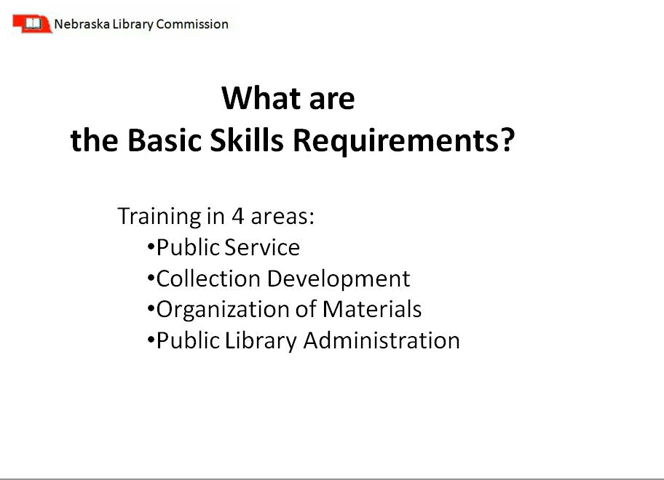 Nebraska Library Commission
What are
the Basic Skills Requirements?
Training in 4 areas:
•Public Service
•Collection Development
•Organization of Materials
•Public Library Administration